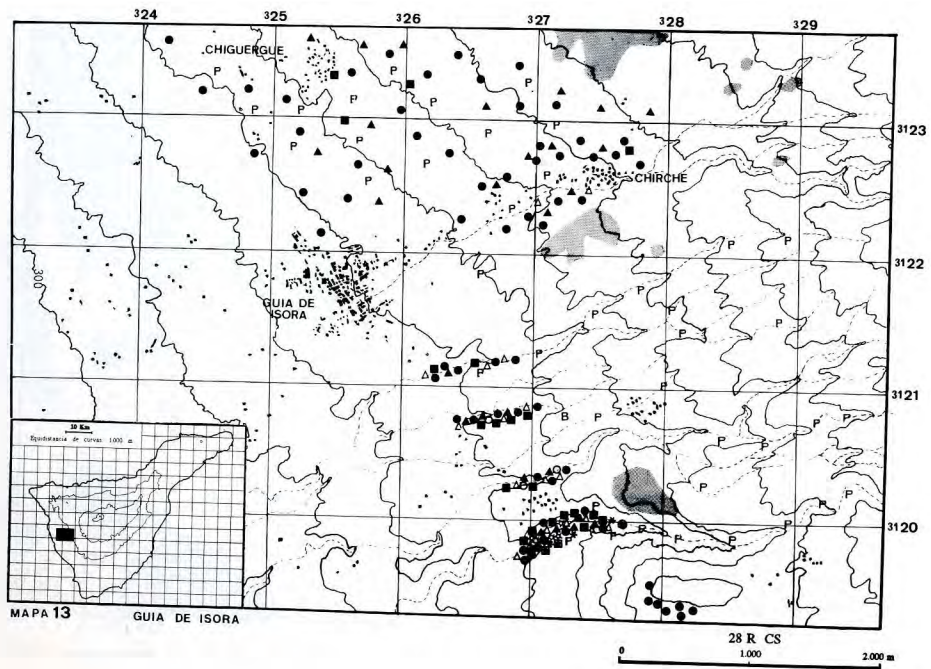 324 325 326 327 328 329
CHIGUERGUE
P P P P
P P P P
3123
P P P
P P P
CHIRCHE
P P
P
P P P
3122
300
GUIA DE ISORA
P P
P P P
P P
P
3121
B P P P P
10 Km
Equidistancia de curvas 1.000 m
P P P
P P P
3120
P P P P P
MAPA 13 GUIA DE ISORA
28 R CS
0 1.000 2.000 m